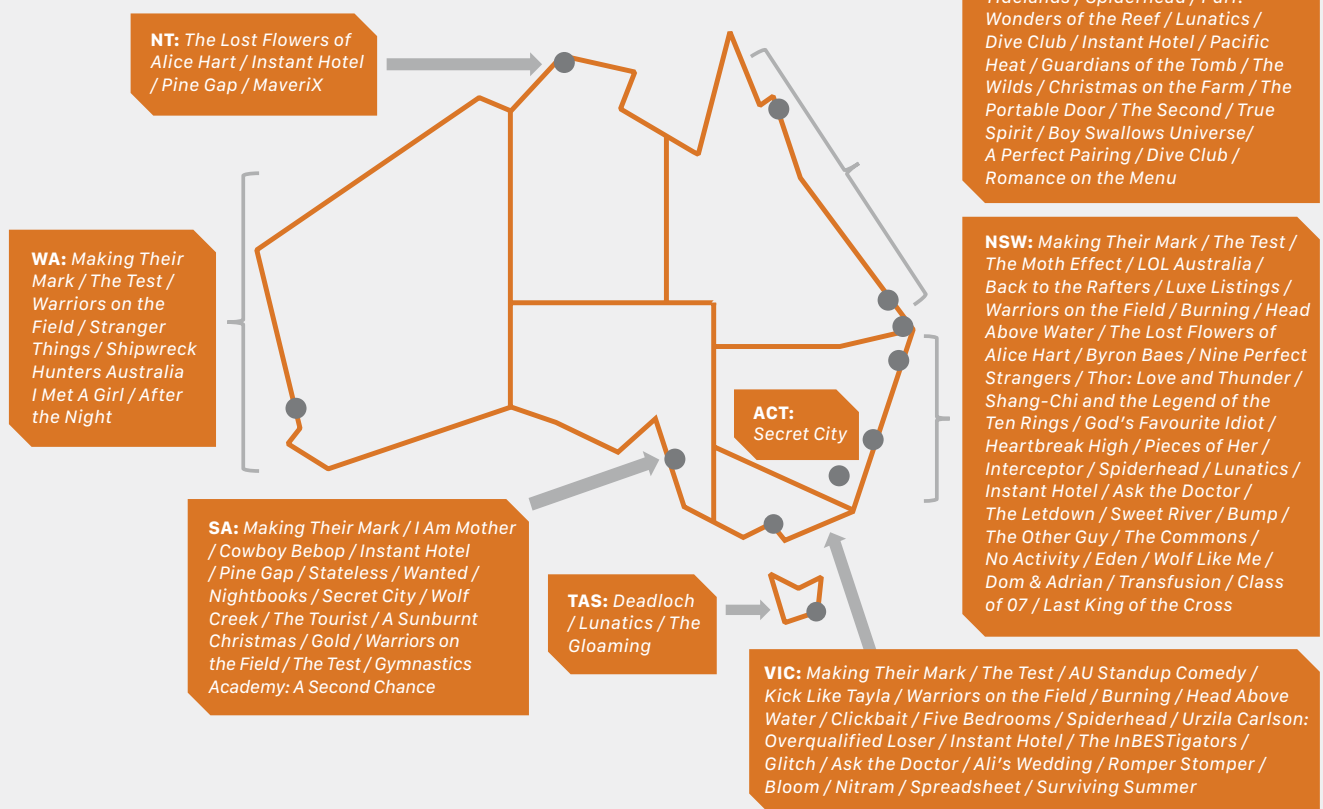 Wonders of the Reef / Lunatics /
Dive Club / Instant Hotel / Pacific
Heat / Guardians of the Tomb / The
Wilds / Christmas on the Farm / The
Portable Door / The Second / True
Spirit / Boy Swallows Universe/
A Perfect Pairing / Dive Club /
Romance on the Menu
NT: The Lost Flowers of
Alice Hart / Instant Hotel
/ Pine Gap / MaveriX
WA: Making Their
Mark / The Test /
Warriors on the
Field / Stranger
Things / Shipwreck
Hunters Australia
I Met A Girl / After
the Night
NSW: Making Their Mark / The Test /
The Moth Effect / LOL Australia /
Back to the Rafters / Luxe Listings /
Warriors on the Field / Burning / Head
Above Water / The Lost Flowers of
Alice Hart / Byron Baes / Nine Perfect
Strangers / Thor: Love and Thunder /
Shang-Chi and the Legend of the
Ten Rings / God's Favourite Idiot /
Heartbreak High / Pieces of Her /
Interceptor / Spiderhead / Lunatics /
Instant Hotel / Ask the Doctor /
The Letdown / Sweet River / Bump /
The Other Guy / The Commons /
No Activity / Eden / Wolf Like Me /
Dom & Adrian / Transfusion / Class
of 07 / Last King of the Cross
ACT:
Secret City
SA: Making Their Mark / I Am Mother
/ Cowboy Bebop / Instant Hotel
/ Pine Gap / Stateless / Wanted /
Nightbooks / Secret City / Wolf
Creek / The Tourist / A Sunburnt
Christmas / Gold / Warriors on
the Field / The Test / Gymnastics
Academy: A Second Chance
TAS: Deadloch
/ Lunatics / The
Gloaming
VIC: Making Their Mark / The Test / AU Standup Comedy /
Kick Like Tayla / Warriors on the Field / Burning / Head Above
Water / Clickbait / Five Bedrooms / Spiderhead / Urzila Carlson:
Overqualified Loser / Instant Hotel / The InBESTigators /
Glitch / Ask the Doctor / Ali's Wedding / Romper Stomper /
Bloom / Nitram / Spreadsheet / Surviving Summer